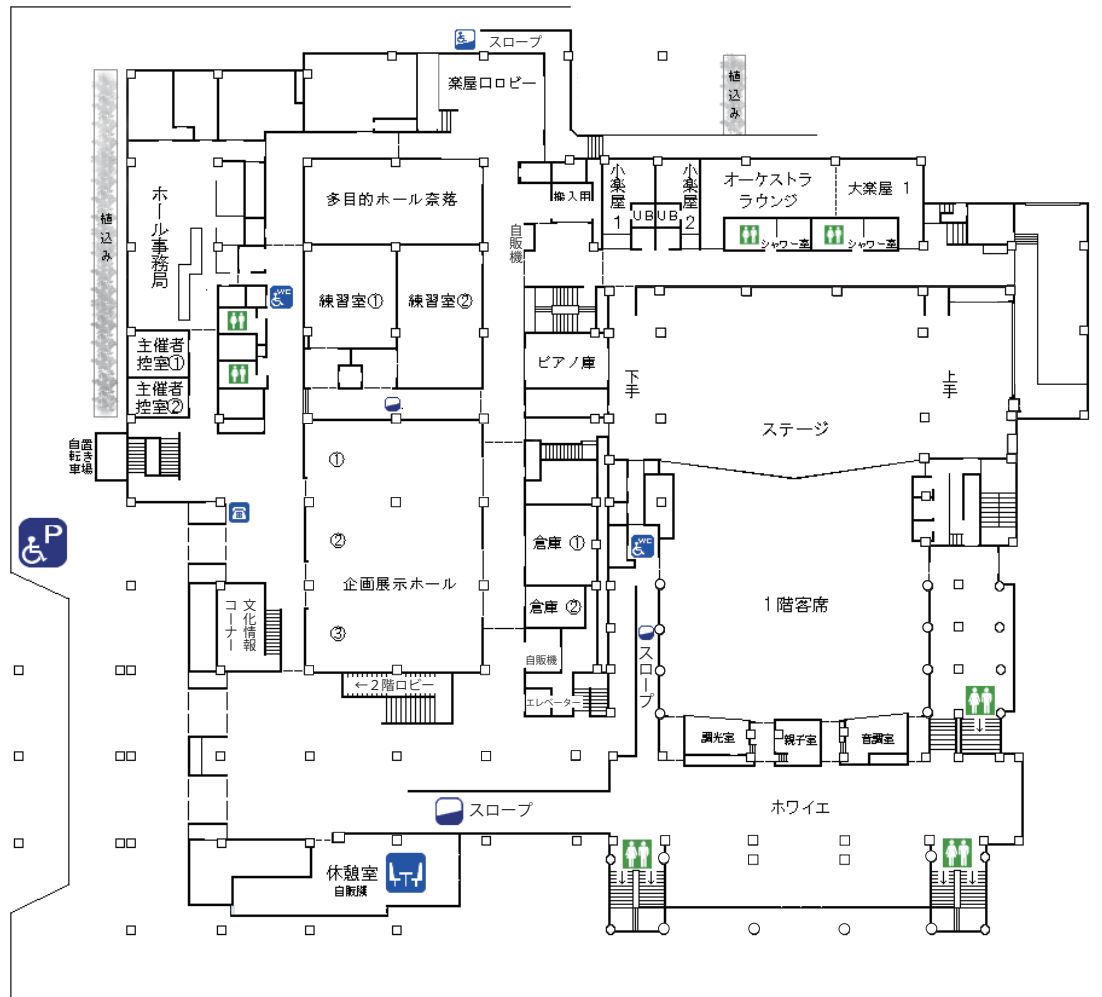 スロープ
楽屋口ロビー
植込み
植込み
ホール事務局
多目的ホール奈落
搬入用
小楽屋1
UB
UB
小楽屋2
オーケストラ
ラウンジ
大楽屋 1
シャワー室
シャワー室
自販機
WC
練習室①
練習室②
主催者
控室①
主催者
控室②
ピアノ庫
下手
上手
ステージ
自転車
置き場
①
②
③
企画展示ホール
倉庫 ①
倉庫 ②
WC
P
1階客席
文化情報
コーナー
自販機
スロープ
←2階ロビー
エレベーター
調光室
親子室
音調室
スロープ
ホワイエ
休憩室
自販機